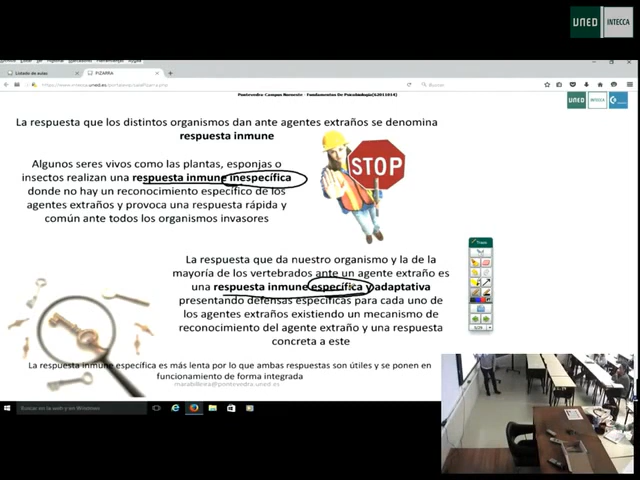 UNED
INTECCA
Listado de aulas
PIZARRA
Buscar
Pontevedra-Campus Noroeste - Fundamentos De Psicobiología(62011014)
UNED
INTECCA
La respuesta que los distintos organismos dan ante agentes extraños se denomina
respuesta inmune
Algunos seres vivos como las plantas, esponjas o
insectos realizan una respuesta inmune inespecífica
donde no hay un reconocimiento específico de los
agentes extraños y provoca una respuesta rápida y
común ante todos los organismos invasores
STOP
La respuesta que da nuestro organismo y la de la
mayoría de los vertebrados ante un agente extraño es
una respuesta inmune específica y adaptativa
presentando defensas específicas para cada uno de
los agentes extraños existiendo un mecanismo de
reconocimiento del agente extraño y una respuesta
concreta a este
La respuesta inmune específica es más lenta por lo que ambas respuestas son útiles y se ponen en
funcionamiento de forma integrada
Buscar en la web y en Windows